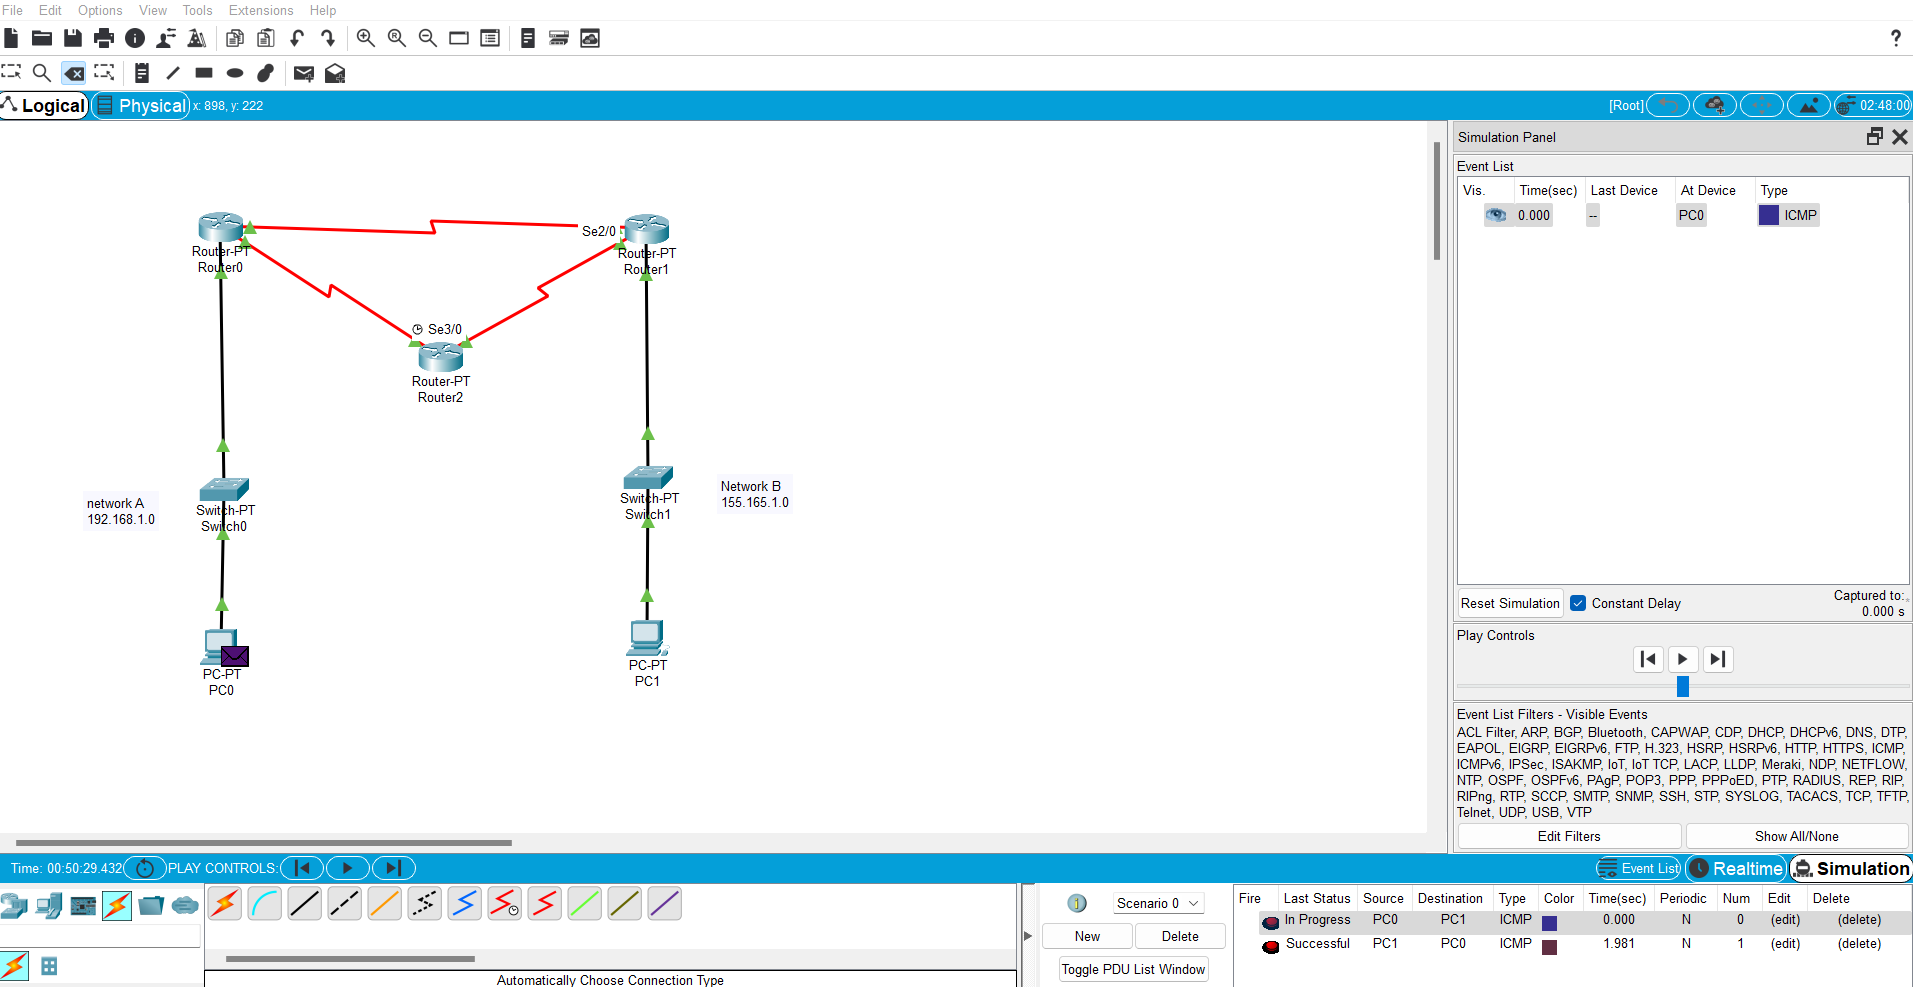 File Edit Options View Tools Extensions Help
?
Logical Physical x: 898, y: 222 [Root] 02:48:00
Simulation Panel
Event List
Vis. Time(sec) Last Device At Device Type
0.000 -- PC0 ICMP
Se2/0
Router-PT
Router0
Router-PT
Router1
Se3/0
Router-PT
Router2
network A
192.168.1.0
Switch-PT
Switch0
Switch-PT
Switch1
Network B
155.165.1.0
PC-PT
PC0
PC-PT
PC1
Reset Simulation Constant Delay Captured to:
0.000 s
Play Controls
Event List Filters - Visible Events
ACL Filter, ARP, BGP, Bluetooth, CAPWAP, CDP, DHCP, DHCPv6, DNS, DTP,
EAPOL, EIGRP, EIGRPv6, FTP, H.323, HSRP, HSRPv6, HTTP, HTTPS, ICMP,
ICMPv6, IPSec, ISAKMP, IoT, IoT TCP, LACP, LLDP, Meraki, NDP, NETFLOW,
NTP, OSPF, OSPFv6, PAgP, POP3, PPP, PPPoED, PTP, RADIUS, REP, RIP,
RIPng, RTP, SCCP, SMTP, SNMP, SSH, STP, SYSLOG, TACACS, TCP, TFTP,
Telnet, UDP, USB, VTP
Edit Filters Show All/None
Time: 00:50:29.432 PLAY CONTROLS: Event List Realtime Simulation
Scenario 0
New Delete
Toggle PDU List Window
Fire Last Status Source Destination Type Color Time(sec) Periodic Num Edit Delete
In Progress PC0 PC1 ICMP 0.000 N 0 (edit) (delete)
Successful PC1 PC0 ICMP 1.981 N 1 (edit) (delete)
Automatically Choose Connection Type